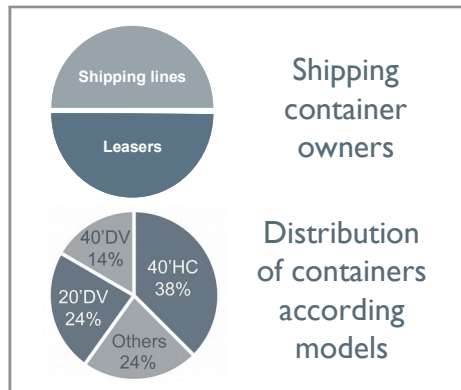 Shipping lines
Leasers
Shipping
container
owners
40'DV
14%
40'HC
38%
20'DV
24%
Others
24%
Distribution
of containers
according
models